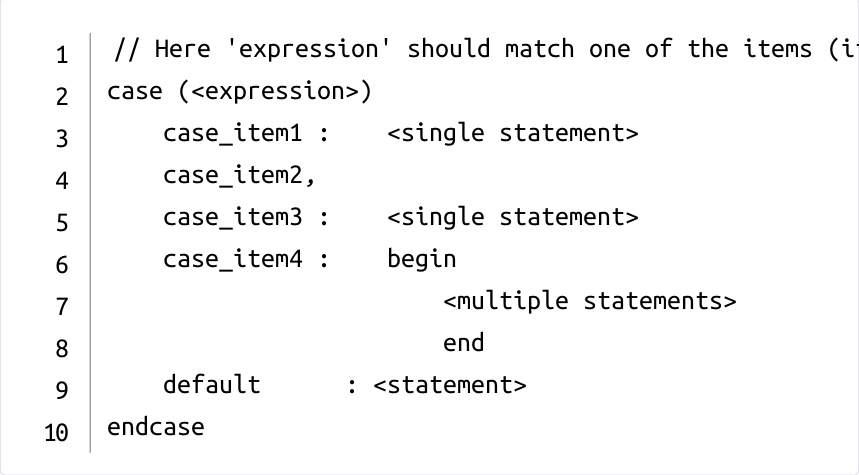 1 // Here 'expression' should match one of the items (i
2 case (<expression>)
3 case_item1 : <single statement>
4 case_item2,
5 case_item3 : <single statement>
6 case_item4 : begin
7 <multiple statements>
8 end
9 default : <statement>
10 endcase